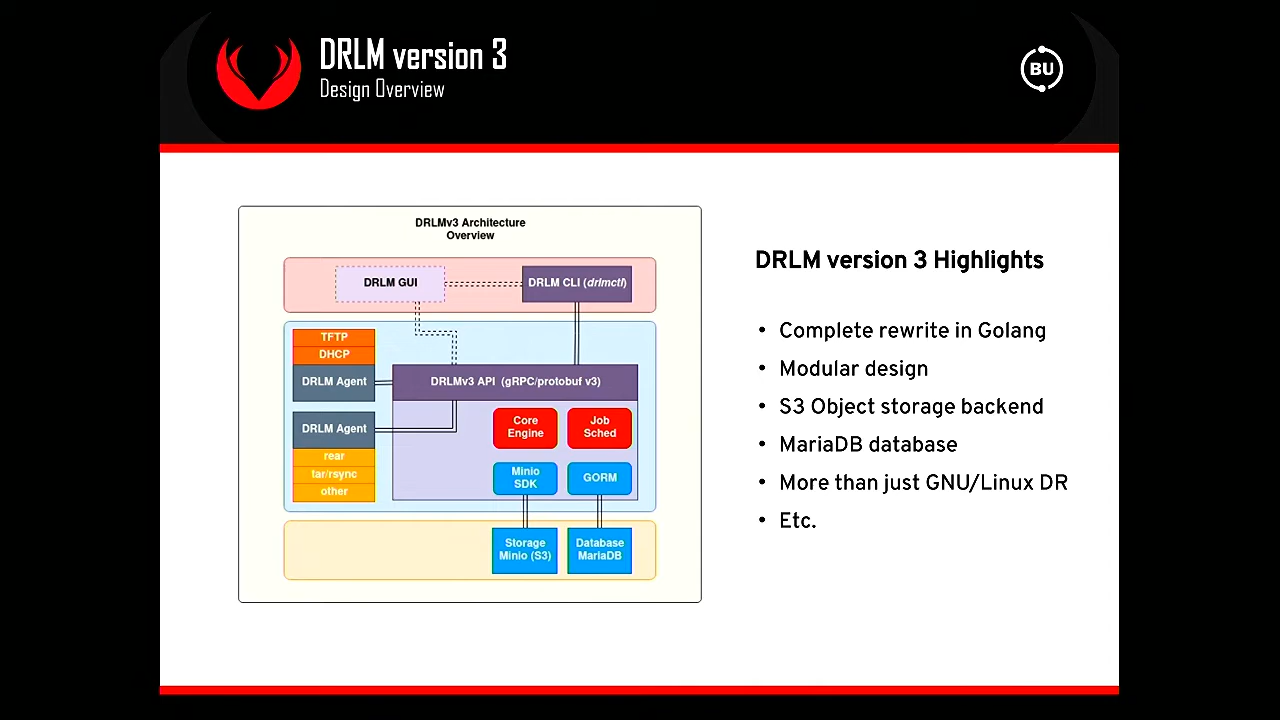 DRLM version 3
Design Overview
BU
DRLMv3 Architecture
Overview
DRLM GUI
DRLM CLI (drlmctl)
TFTP
DHCP
DRLM Agent
DRLMv3 API (gRPC/protobuf v3)
DRLM Agent
rear
tar/rsync
other
Core
Engine
Job
Sched
Minio
SDK
GORM
Storage
Minio (S3)
Database
MariaDB
DRLM version 3 Highlights
• Complete rewrite in Golang
• Modular design
• S3 Object storage backend
• MariaDB database
• More than just GNU/Linux DR
• Etc.